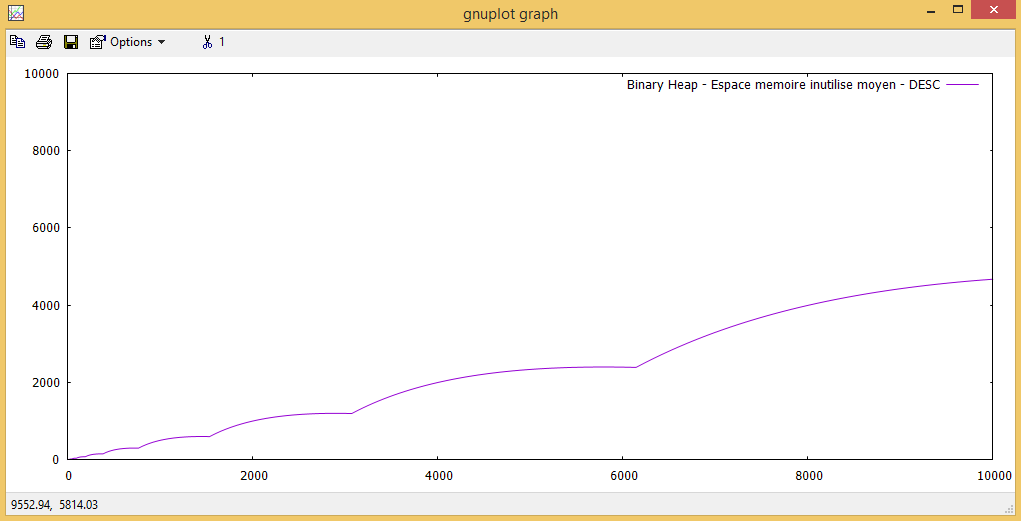 gnuplot graph
Options 1
Binary Heap - Espace memoire inutilise moyen - DESC
10000
8000
6000
4000
2000
0
0 2000 4000 6000 8000 10000
9552.94, 5814.03